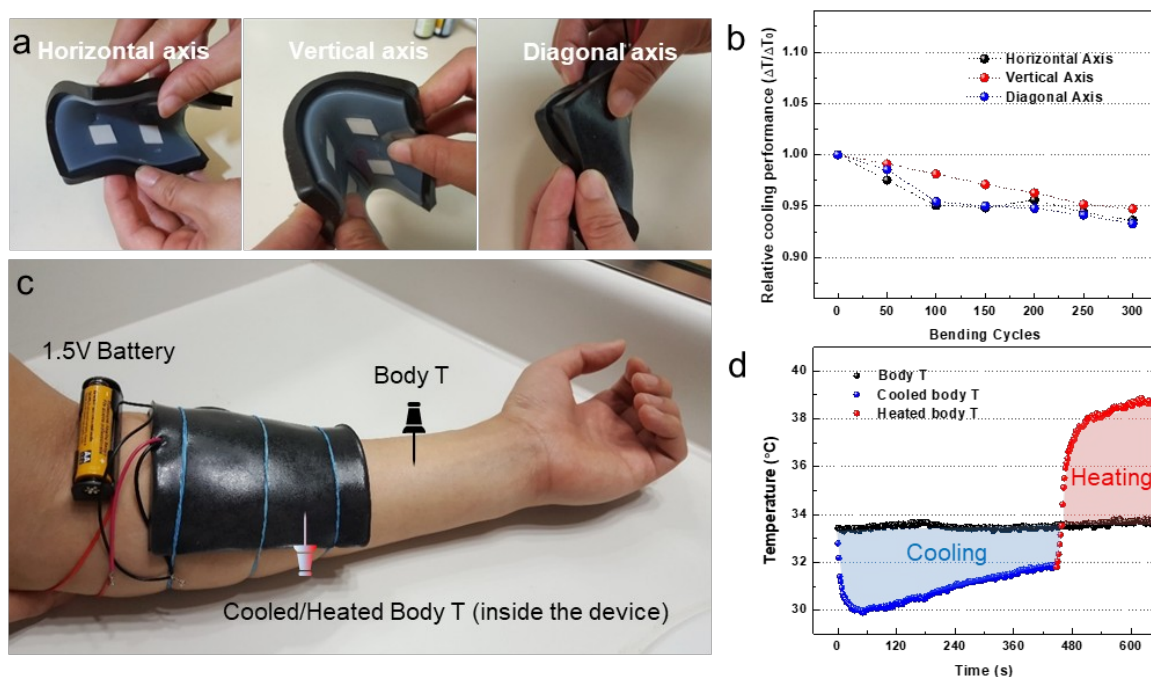 a
Horizontal axis
Vertical axis
Diagonal axis
b
Relative cooling performance (ΔT/ΔT₀)
1.10
1.05
1.00
0.95
0.90
Horizontal Axis
Vertical Axis
Diagonal Axis
0 50 100 150 200 250 300
Bending Cycles
c
1.5V Battery
Body T
Cooled/Heated Body T (inside the device)
d
Temperature (°C)
40
38
36
34
32
30
Body T
Cooled body T
Heated body T
Heating
Cooling
0 120 240 360 480 600
Time (s)